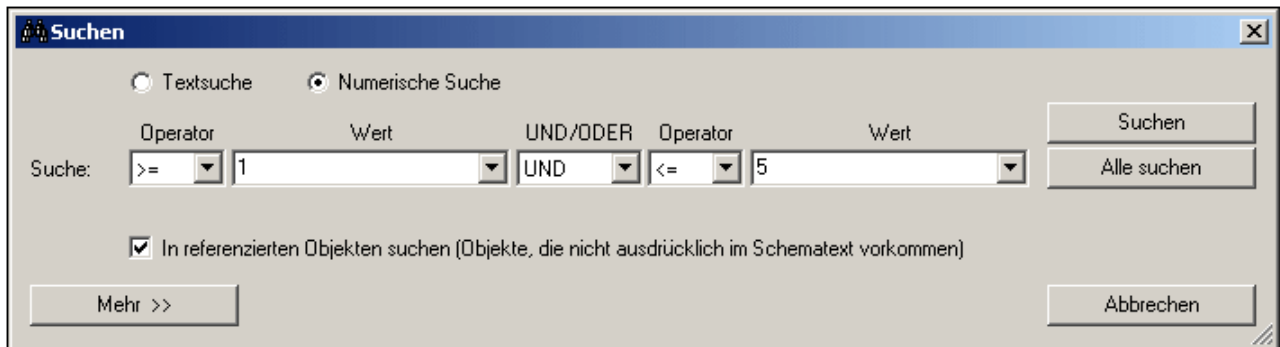 Suchen
Textsuche Numerische Suche
Operator Wert UND/ODER Operator Wert Suchen
Suche: >= 1 UND <= 5 Alle suchen
In referenzierten Objekten suchen (Objekte, die nicht ausdrücklich im Schematext vorkommen)
Mehr >> Abbrechen